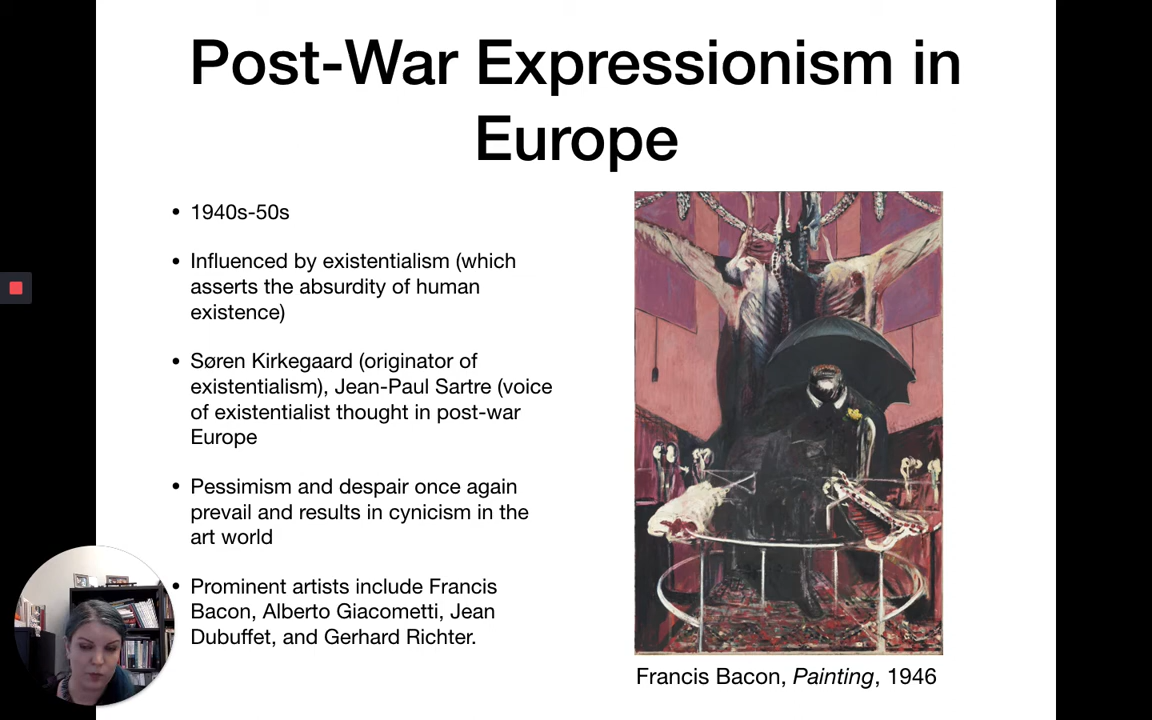 Post-War Expressionism in
Europe
• 1940s-50s
• Influenced by existentialism (which
asserts the absurdity of human
existence)
• Søren Kirkegaard (originator of
existentialism), Jean-Paul Sartre (voice
of existentialist thought in post-war
Europe
• Pessimism and despair once again
prevail and results in cynicism in the
art world
• Prominent artists include Francis
Bacon, Alberto Giacometti, Jean
Dubuffet, and Gerhard Richter.
Francis Bacon, Painting, 1946